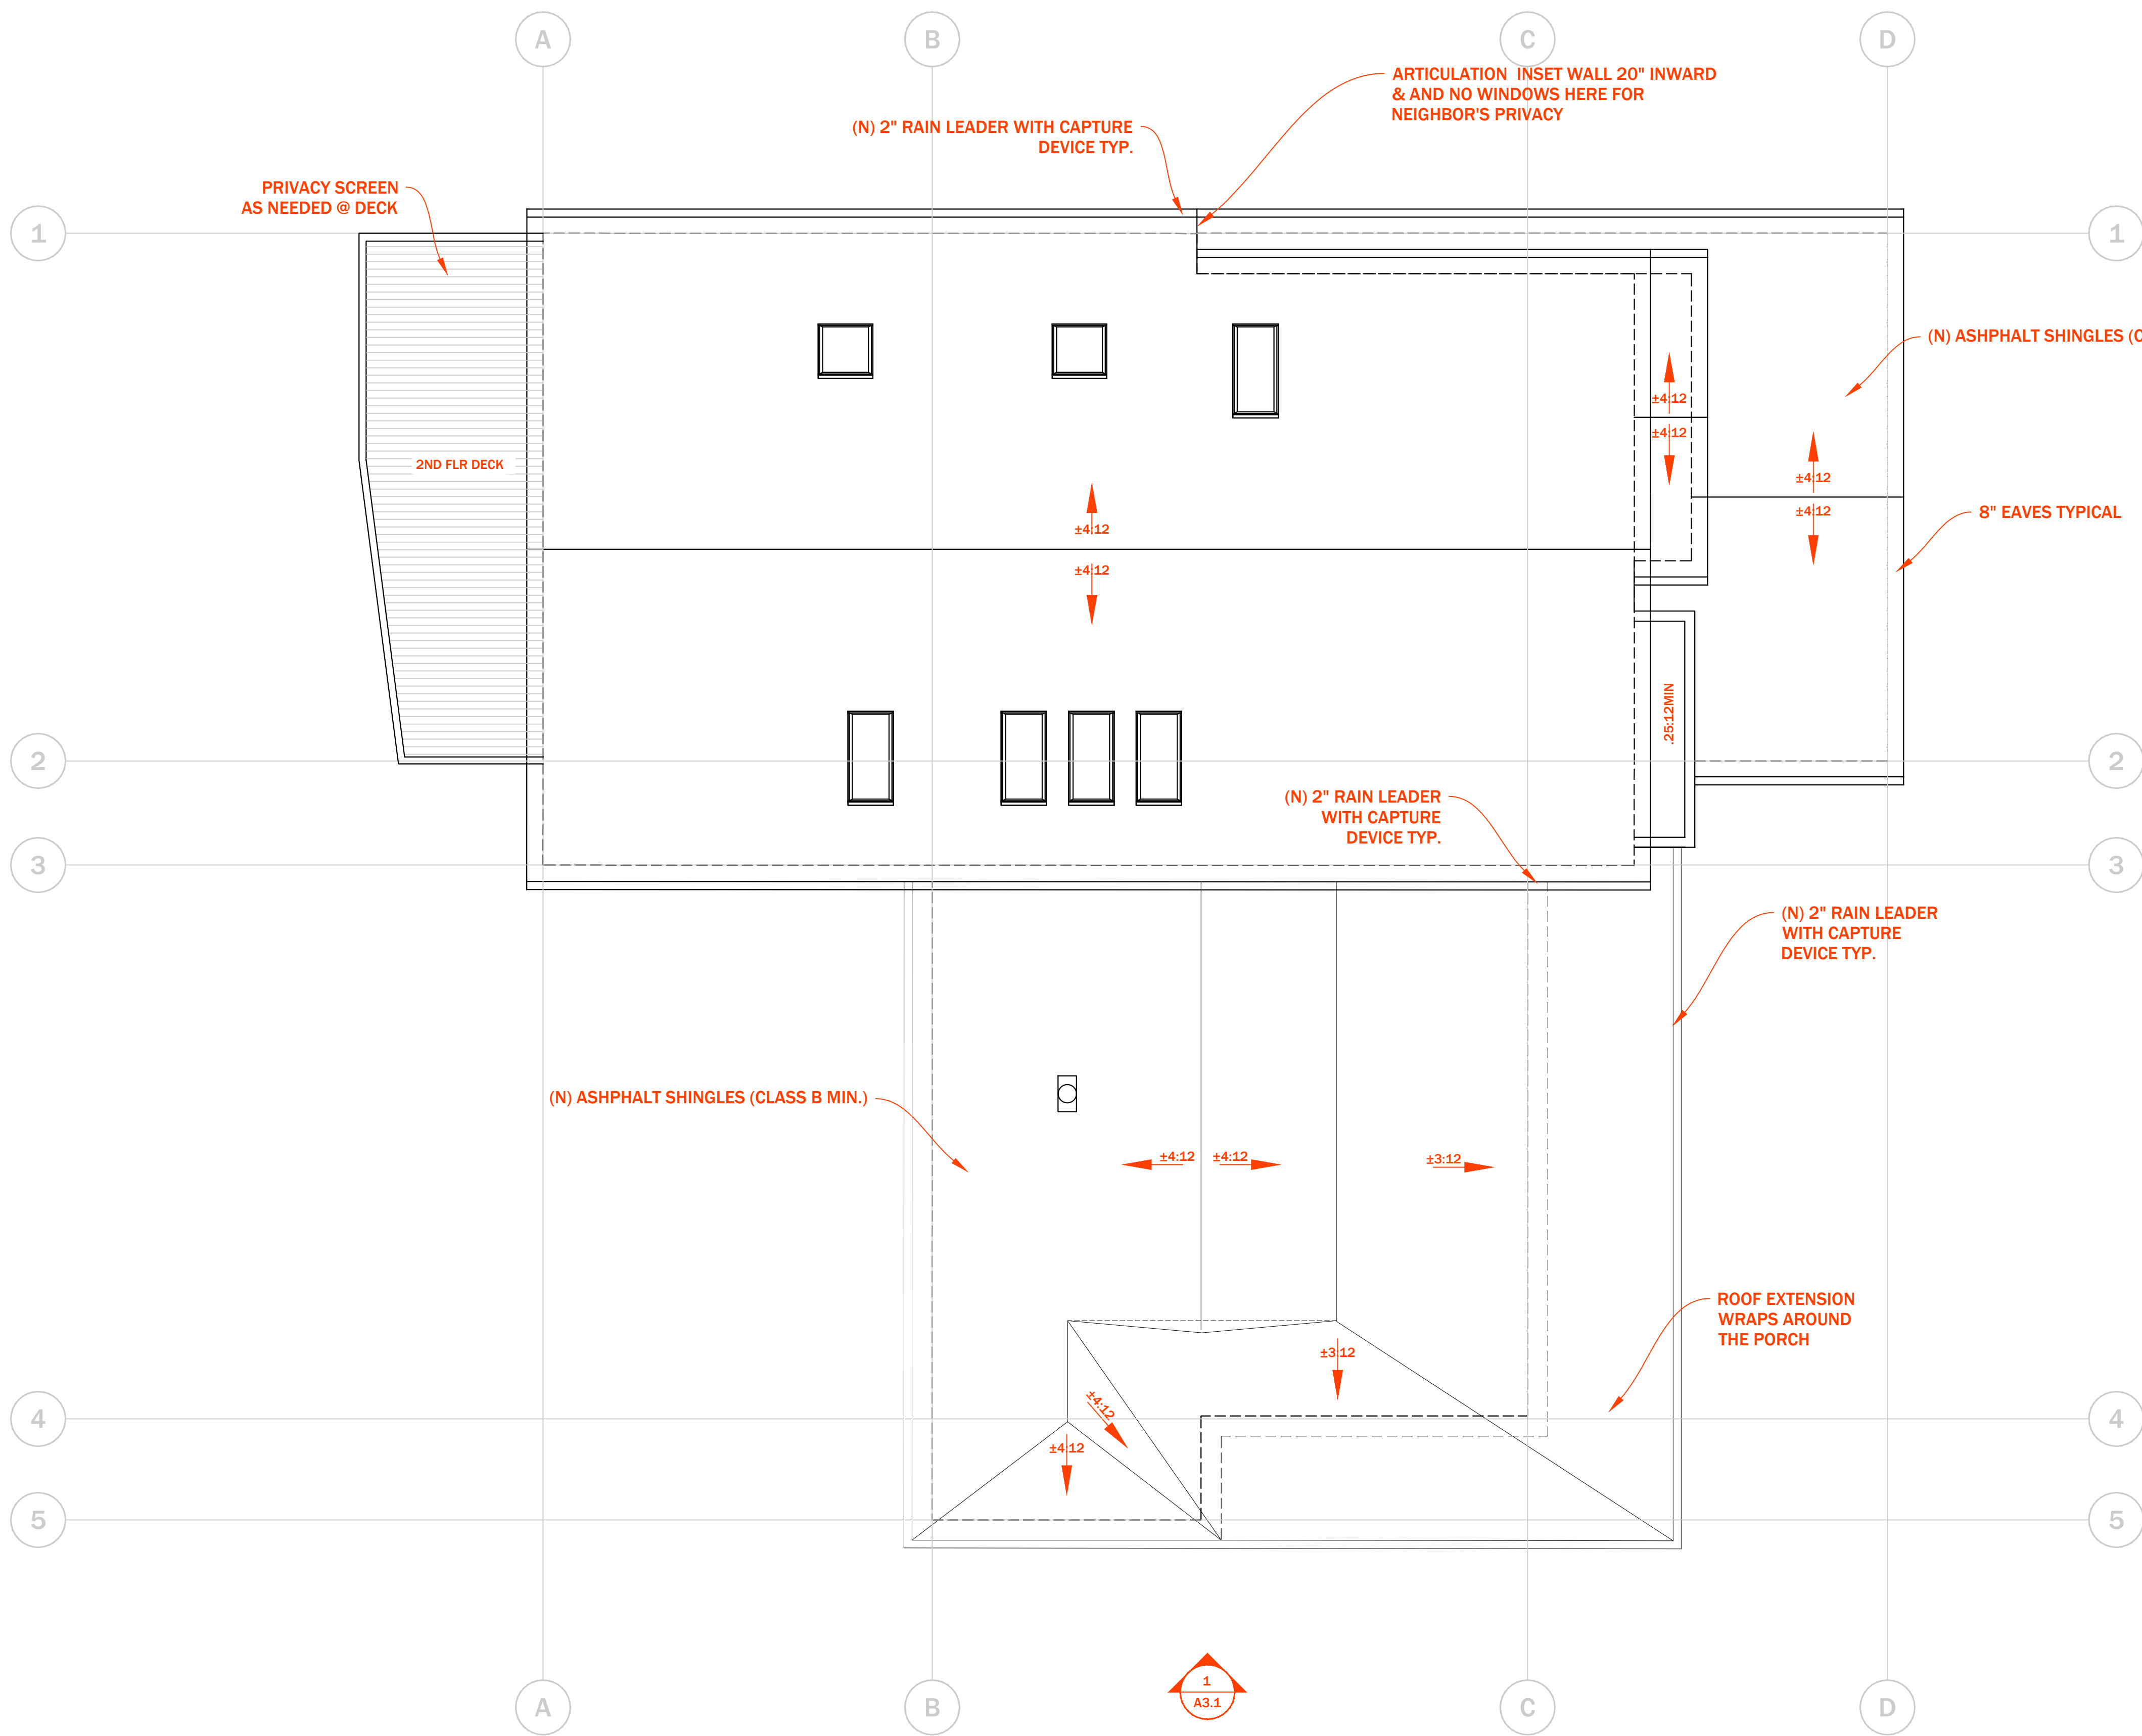 A
B
C
D
ARTICULATION INSET WALL 20" INWARD
& AND NO WINDOWS HERE FOR
NEIGHBOR'S PRIVACY
(N) 2" RAIN LEADER WITH CAPTURE
DEVICE TYP.
PRIVACY SCREEN
AS NEEDED @ DECK
1
1
(N) ASHPHALT SHINGLES (C
±4:12
±4:12
2ND FLR DECK
±4:12
±4:12
8" EAVES TYPICAL
±4:12
±4:12
.25:12MIN
2
2
(N) 2" RAIN LEADER
WITH CAPTURE
DEVICE TYP.
3
3
(N) 2" RAIN LEADER
WITH CAPTURE
DEVICE TYP.
(N) ASHPHALT SHINGLES (CLASS B MIN.)
±4:12
±4:12
±3:12
ROOF EXTENSION
WRAPS AROUND
THE PORCH
±3:12
±4:12
4
4
±4:12
5
5
1
A3.1
A
B
C
D